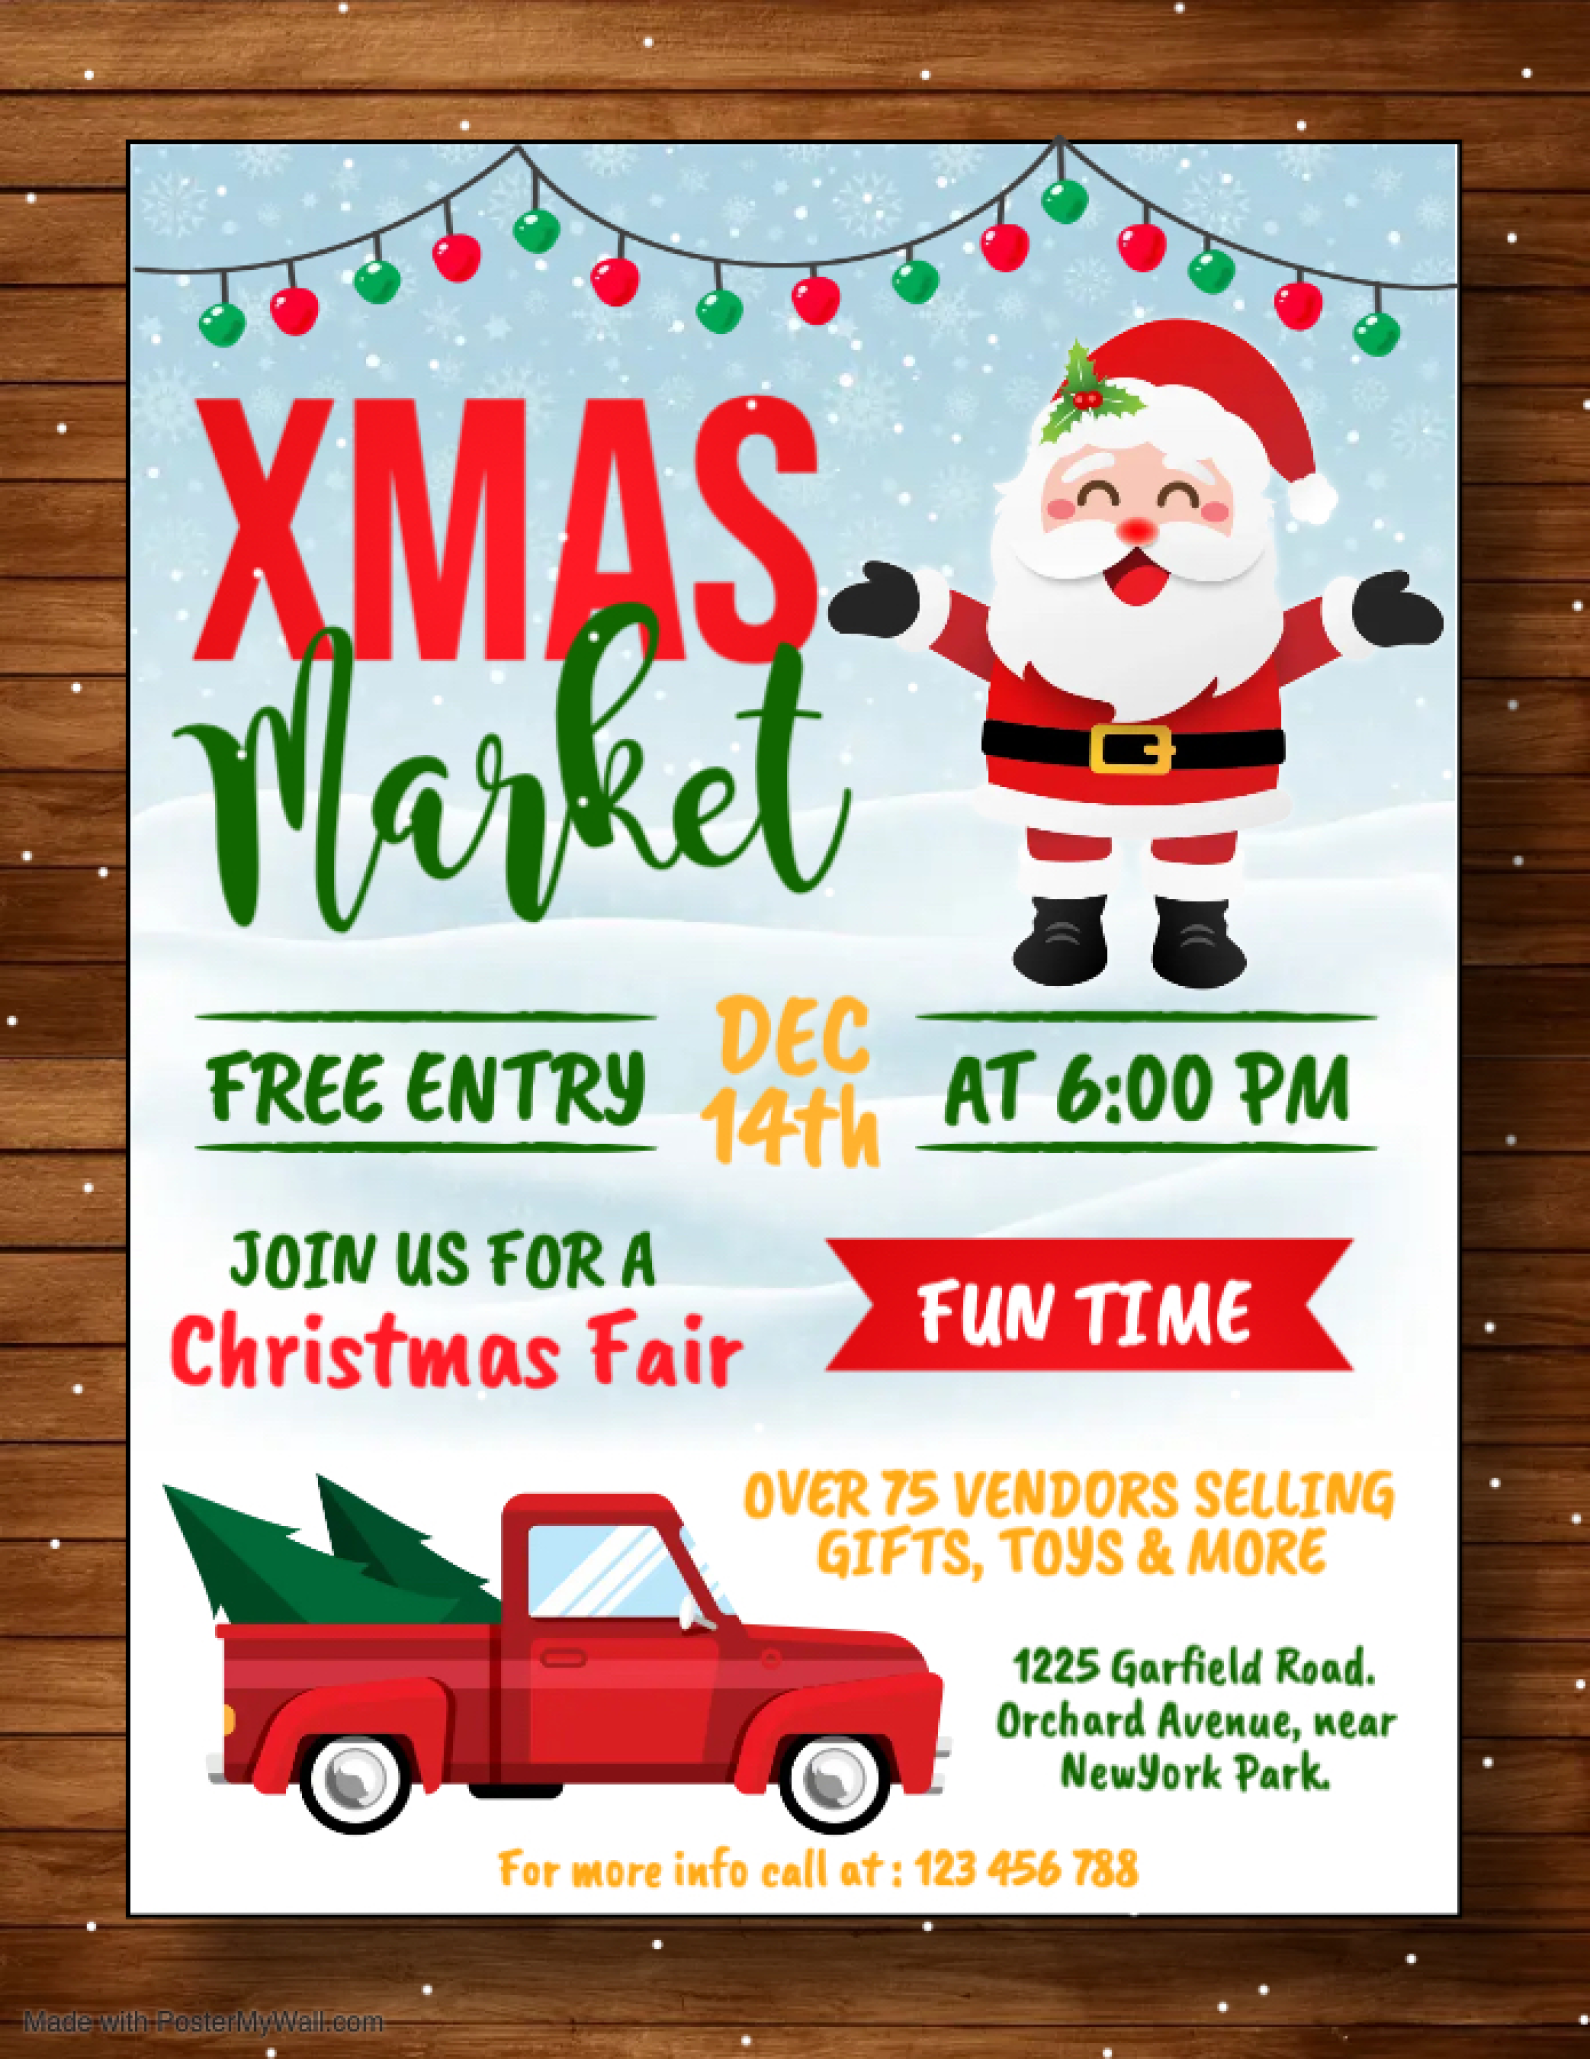 XMAS
Market
FREE ENTRY
DEC
14th
AT 6:00 PM
JOIN US FOR A
Christmas Fair
FUN TIME
OVER 75 VENDORS SELLING
GIFTS, TOYS & MORE
1225 Garfield Road.
Orchard Avenue, near
NewYork Park.
For more info call at : 123 456 788
Made with PosterMyWall.com